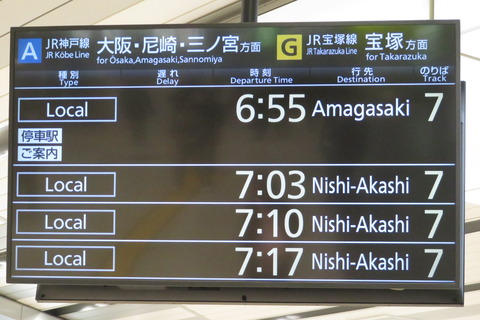 A JR神戸線 大阪・尼崎・三ノ宮方面 G JR宝塚線 宝塚方面
JR Kōbe Line for Ōsaka,Amagasaki,Sannomiya JR Takarazuka Line for Takarazuka
種別 遅れ 時刻 行先 のりば
Type Delay Departure Time Destination Track
Local 6:55 Amagasaki 7
停車駅
ご案内
Local 7:03 Nishi-Akashi 7
Local 7:10 Nishi-Akashi 7
Local 7:17 Nishi-Akashi 7